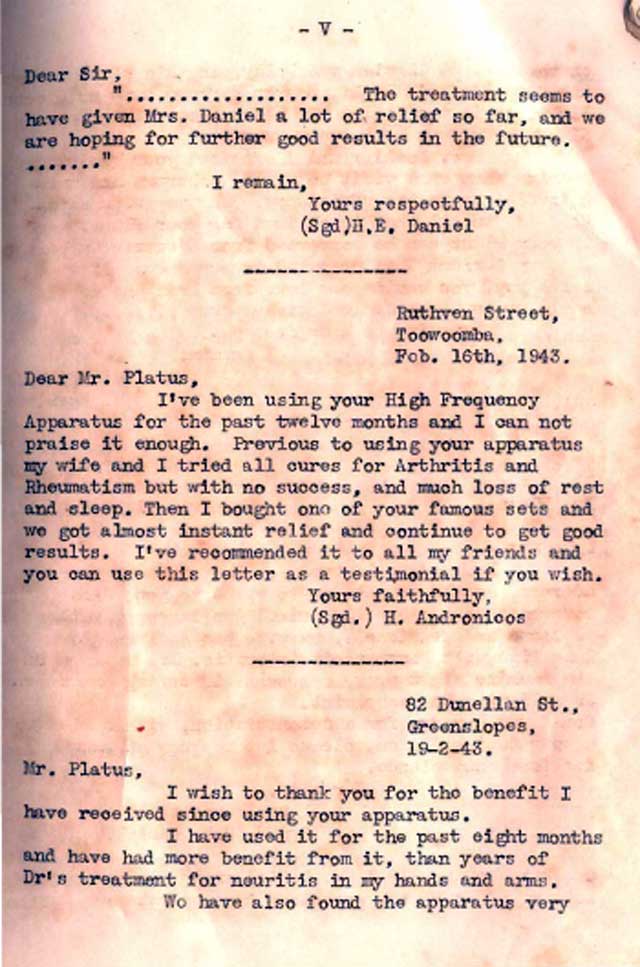 - V -
Dear Sir,
"................... The treatment seems to
have given Mrs. Daniel a lot of relief so far, and we
are hoping for further good results in the future.
......."
I remain,
Yours respectfully,
(Sgd)H.E. Daniel
---------------
Ruthven Street,
Toowoomba,
Feb. 16th, 1943.
Dear Mr. Platus,
I've been using your High Frequency
Apparatus for the past twelve months and I can not
praise it enough. Previous to using your apparatus
my wife and I tried all cures for Arthritis and
Rheumatism but with no success, and much loss of rest
and sleep. Then I bought one of your famous sets and
we got almost instant relief and continue to get good
results. I've recommended it to all my friends and
you can use this letter as a testimonial if you wish.
Yours faithfully,
(Sgd.) H. Andronicos
--------------
82 Dunellan St.,
Greenslopes,
19-2-43.
Mr. Platus,
I wish to thank you for the benefit I
have received since using your apparatus.
I have used it for the past eight months
and have had more benefit from it, than years of
Dr's treatment for neuritis in my hands and arms.
We have also found the apparatus very